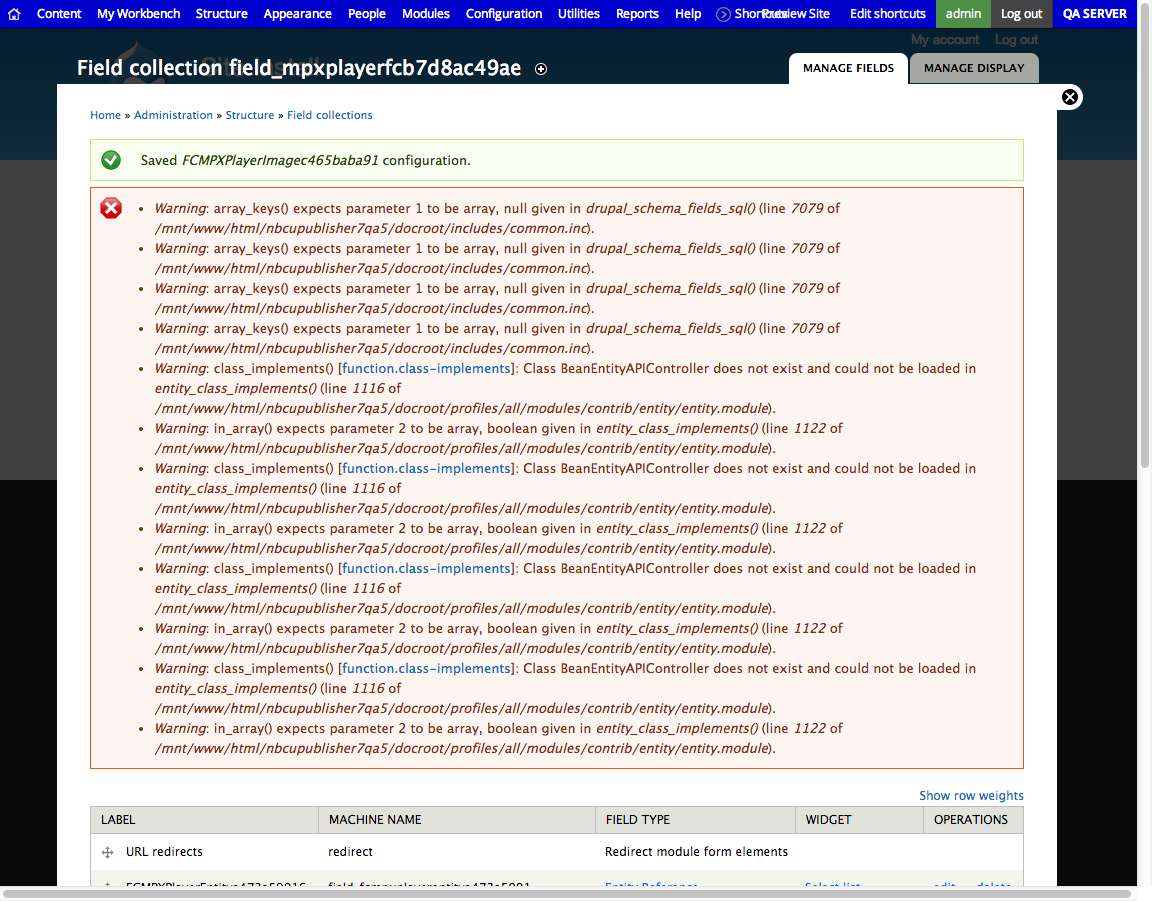 Content My Workbench Structure Appearance People Modules Configuration Utilities Reports Help Shortcuts Preview Site Edit shortcuts admin Log out QA SERVER
My account Log out
Field collection field_mpxplayerfcb7d8ac49ae
MANAGE FIELDS MANAGE DISPLAY
Home » Administration » Structure » Field collections
Saved FCMPXPlayerImagec465baba91 configuration.
• Warning: array_keys() expects parameter 1 to be array, null given in drupal_schema_fields_sql() (line 7079 of
/mnt/www/html/nbcupublisher7qa5/docroot/includes/common.inc).
• Warning: array_keys() expects parameter 1 to be array, null given in drupal_schema_fields_sql() (line 7079 of
/mnt/www/html/nbcupublisher7qa5/docroot/includes/common.inc).
• Warning: array_keys() expects parameter 1 to be array, null given in drupal_schema_fields_sql() (line 7079 of
/mnt/www/html/nbcupublisher7qa5/docroot/includes/common.inc).
• Warning: array_keys() expects parameter 1 to be array, null given in drupal_schema_fields_sql() (line 7079 of
/mnt/www/html/nbcupublisher7qa5/docroot/includes/common.inc).
• Warning: class_implements() [function.class-implements]: Class BeanEntityAPIController does not exist and could not be loaded in
entity_class_implements() (line 1116 of
/mnt/www/html/nbcupublisher7qa5/docroot/profiles/all/modules/contrib/entity/entity.module).
• Warning: in_array() expects parameter 2 to be array, boolean given in entity_class_implements() (line 1122 of
/mnt/www/html/nbcupublisher7qa5/docroot/profiles/all/modules/contrib/entity/entity.module).
• Warning: class_implements() [function.class-implements]: Class BeanEntityAPIController does not exist and could not be loaded in
entity_class_implements() (line 1116 of
/mnt/www/html/nbcupublisher7qa5/docroot/profiles/all/modules/contrib/entity/entity.module).
• Warning: in_array() expects parameter 2 to be array, boolean given in entity_class_implements() (line 1122 of
/mnt/www/html/nbcupublisher7qa5/docroot/profiles/all/modules/contrib/entity/entity.module).
• Warning: class_implements() [function.class-implements]: Class BeanEntityAPIController does not exist and could not be loaded in
entity_class_implements() (line 1116 of
/mnt/www/html/nbcupublisher7qa5/docroot/profiles/all/modules/contrib/entity/entity.module).
• Warning: in_array() expects parameter 2 to be array, boolean given in entity_class_implements() (line 1122 of
/mnt/www/html/nbcupublisher7qa5/docroot/profiles/all/modules/contrib/entity/entity.module).
• Warning: class_implements() [function.class-implements]: Class BeanEntityAPIController does not exist and could not be loaded in
entity_class_implements() (line 1116 of
/mnt/www/html/nbcupublisher7qa5/docroot/profiles/all/modules/contrib/entity/entity.module).
• Warning: in_array() expects parameter 2 to be array, boolean given in entity_class_implements() (line 1122 of
/mnt/www/html/nbcupublisher7qa5/docroot/profiles/all/modules/contrib/entity/entity.module).
Show row weights
LABEL MACHINE NAME FIELD TYPE WIDGET OPERATIONS
URL redirects redirect Redirect module form elements
Entity Reference Select list edit delete